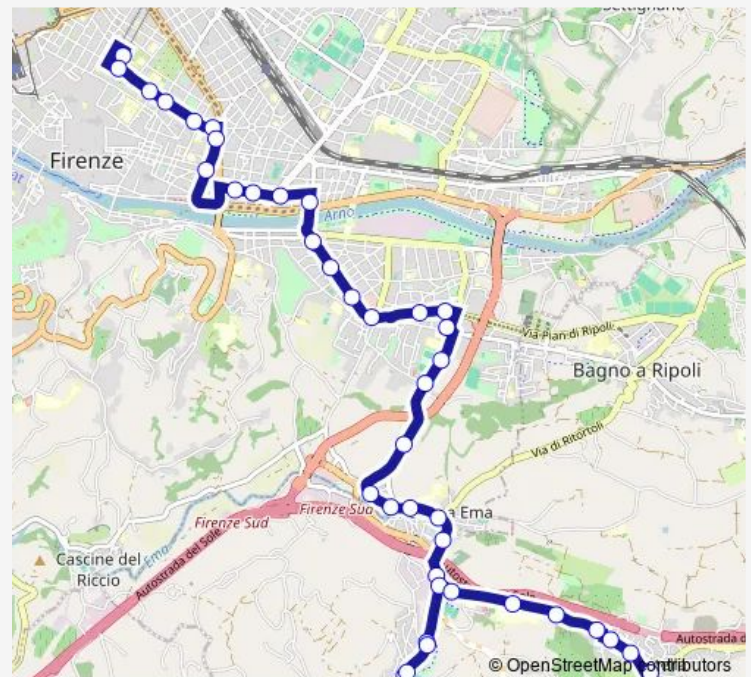 Settignano
Firenze
Arno
Via-Pian di Ripoli
Bagno a Ripoli
Via di Ritortoli
Firenze Sud
Firenze Sud
a Ema
Ema
Cascine del
Riccio
Autostrada del Sole
Autostrada d
© OpenStreetMap contributors